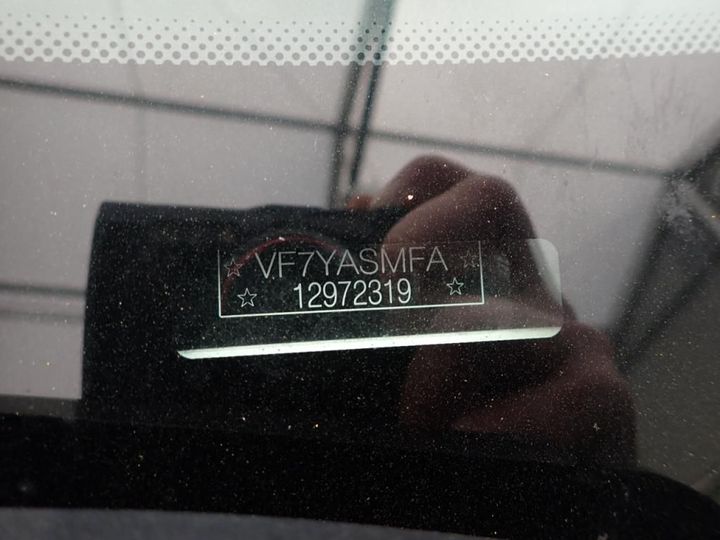 ☆ VF7YASMFA ☆
☆ 12972319 ☆